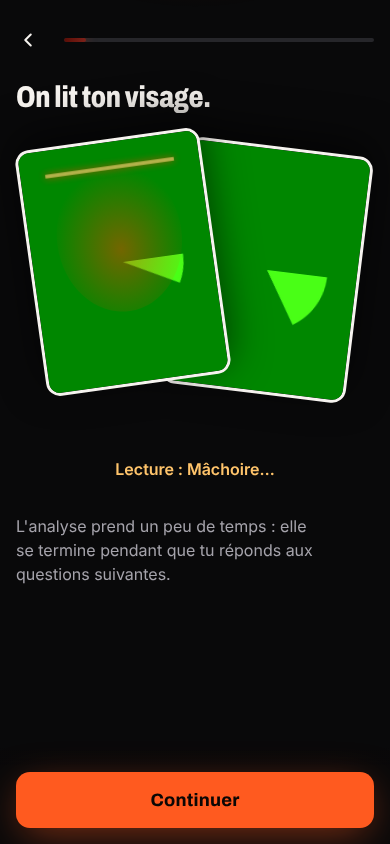 On lit ton visage.
Lecture : Mâchoire...
L'analyse prend un peu de temps : elle
se termine pendant que tu réponds aux
questions suivantes.
Continuer